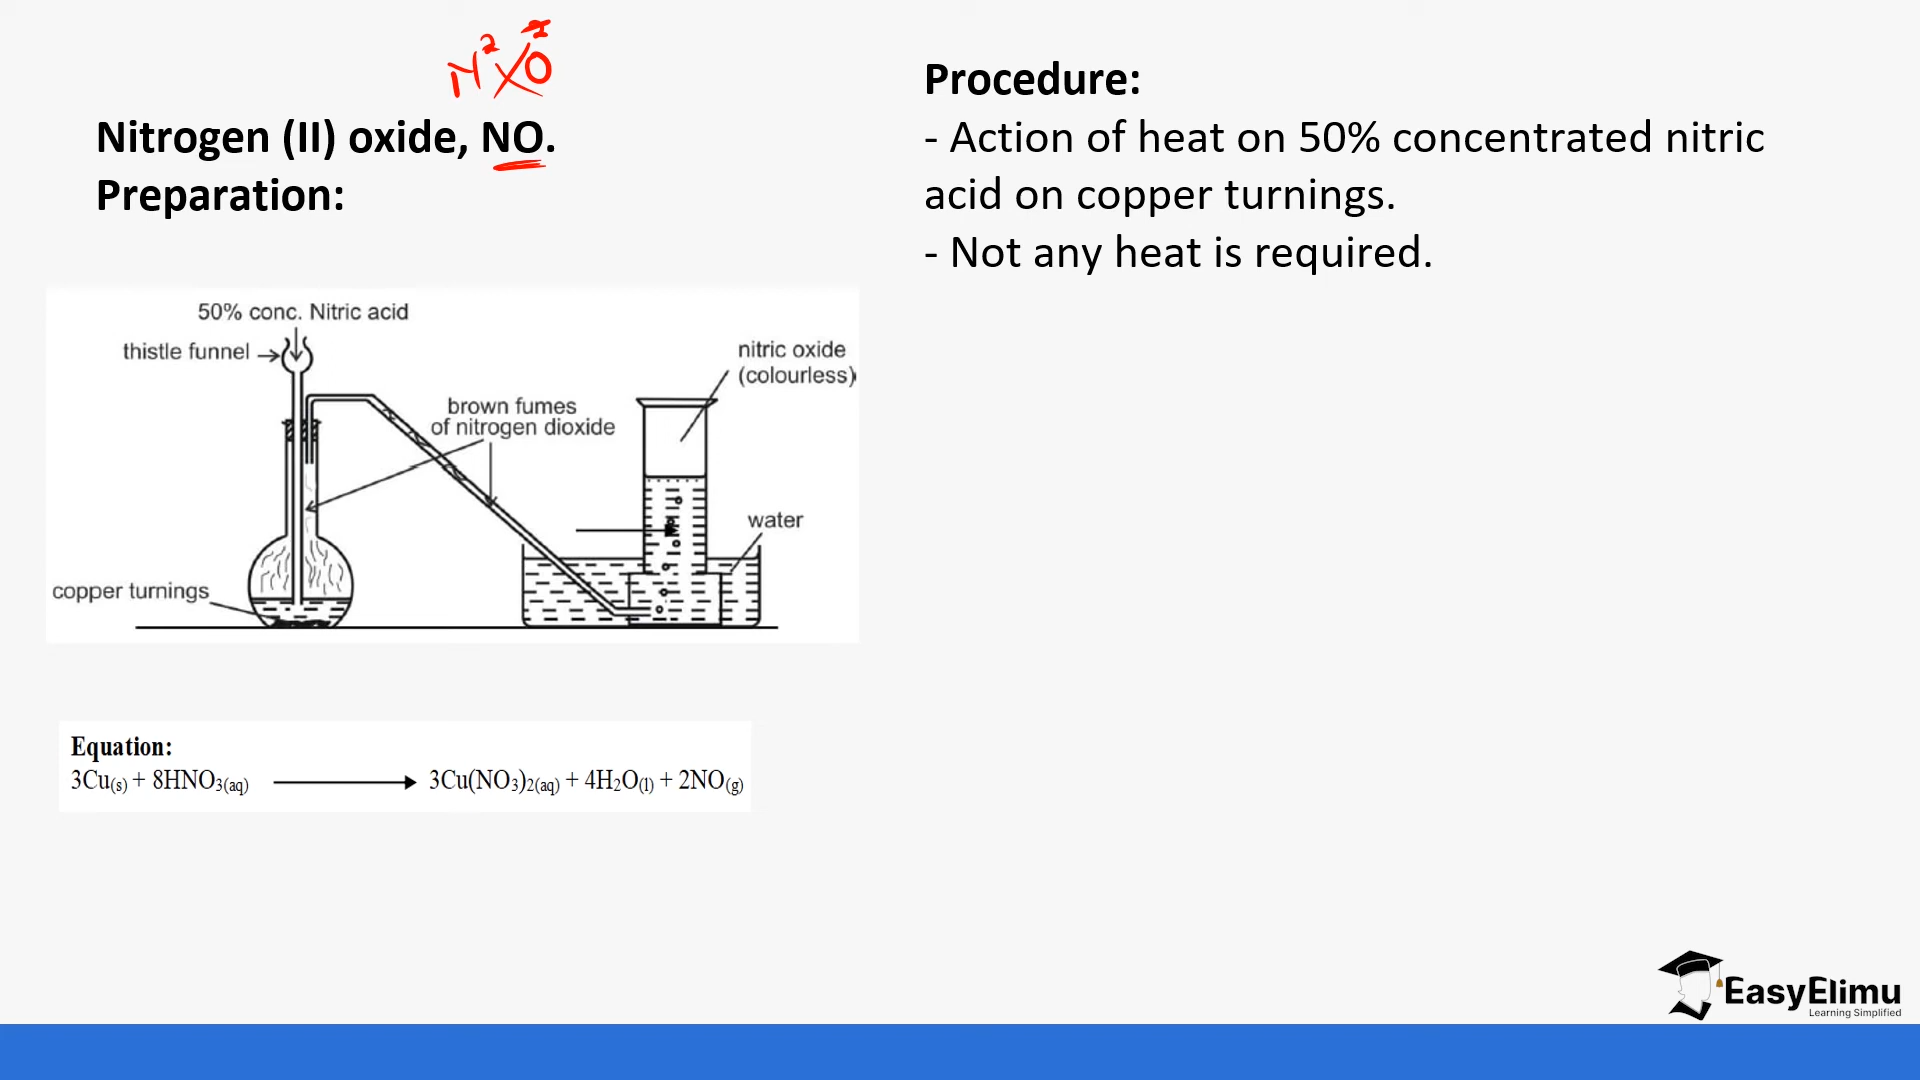 N² X O²
Nitrogen (II) oxide, NO.
Preparation:
50% conc. Nitric acid
thistle funnel
brown fumes
of nitrogen dioxide
nitric oxide
(colourless)
water
copper turnings
Equation:
3Cu(s) + 8HNO3(aq) → 3Cu(NO3)2(aq) + 4H2O(l) + 2NO(g)
Procedure:
- Action of heat on 50% concentrated nitric
acid on copper turnings.
- Not any heat is required.
EasyElimu
Learning Simplified